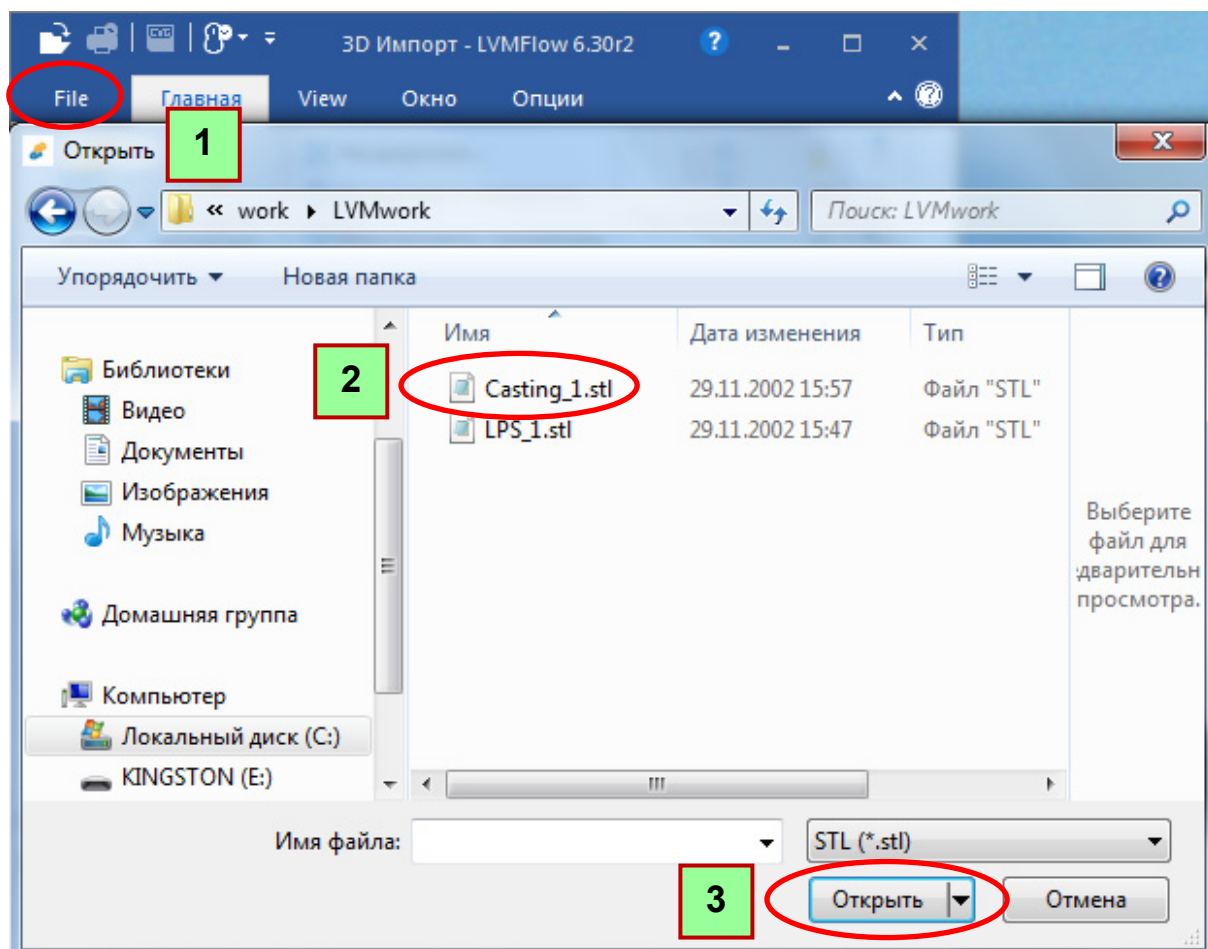 3D Импорт - LVMFlow 6.30r2
File Главная View Окно Опции
1
Открыть
« work LVMwork Поиск: LVMwork
Упорядочить Новая папка
Имя Дата изменения Тип
Библиотеки
Видео
Документы
Изображения
Музыка
Домашняя группа
Компьютер
Локальный диск (C:)
KINGSTON (E:)
2
Casting_1.stl 29.11.2002 15:57 Файл "STL"
LPS_1.stl 29.11.2002 15:47 Файл "STL"
Выберите
файл для
дварительн
просмотра.
Имя файла: STL (*.stl)
3
Открыть Отмена